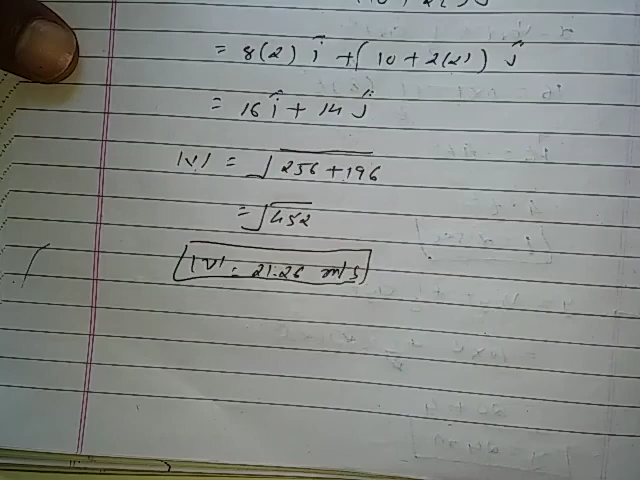 = 8(2) î + (10 + 2(2)) ĵ
= 16 î + 14 ĵ
|v| = √256 + 196
= √452
|v| = 21.26 m/s